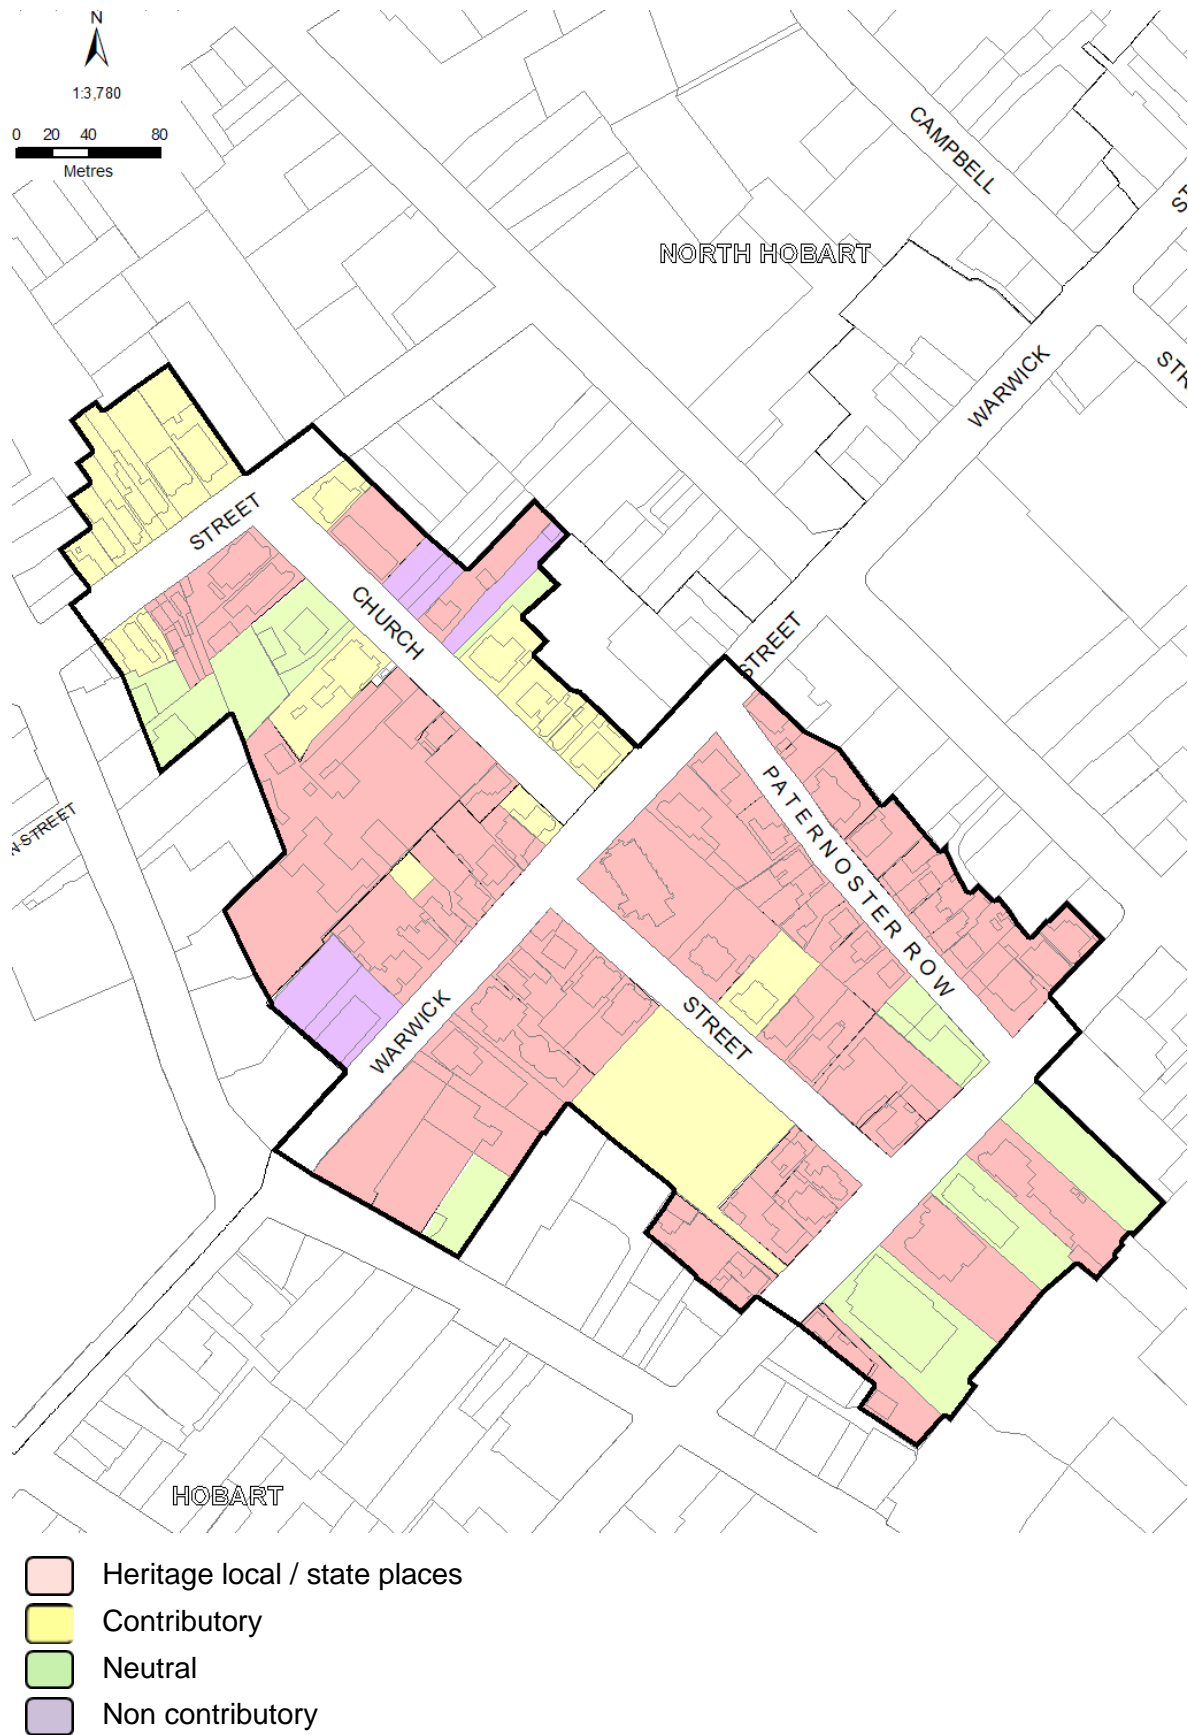 N
1:3,780
0 20 40 80
Metres
CAMPBELL
NORTH HOBART
WARWICK
STREET
CHURCH
STREET
PATERNOSTER ROW
STREET
WARWICK
HOBART
Heritage local / state places
Contributory
Neutral
Non contributory